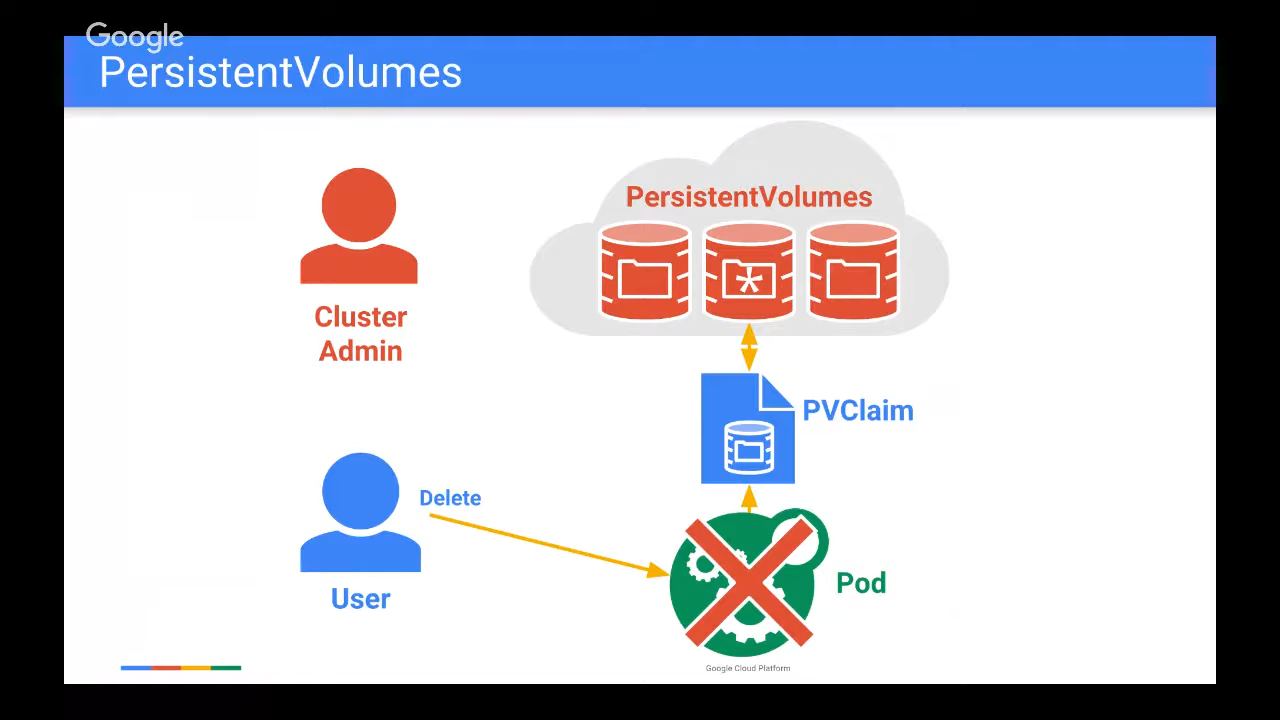 Google
PersistentVolumes
PersistentVolumes
*
Cluster
Admin
PVClaim
Delete
User
Pod
Google Cloud Platform